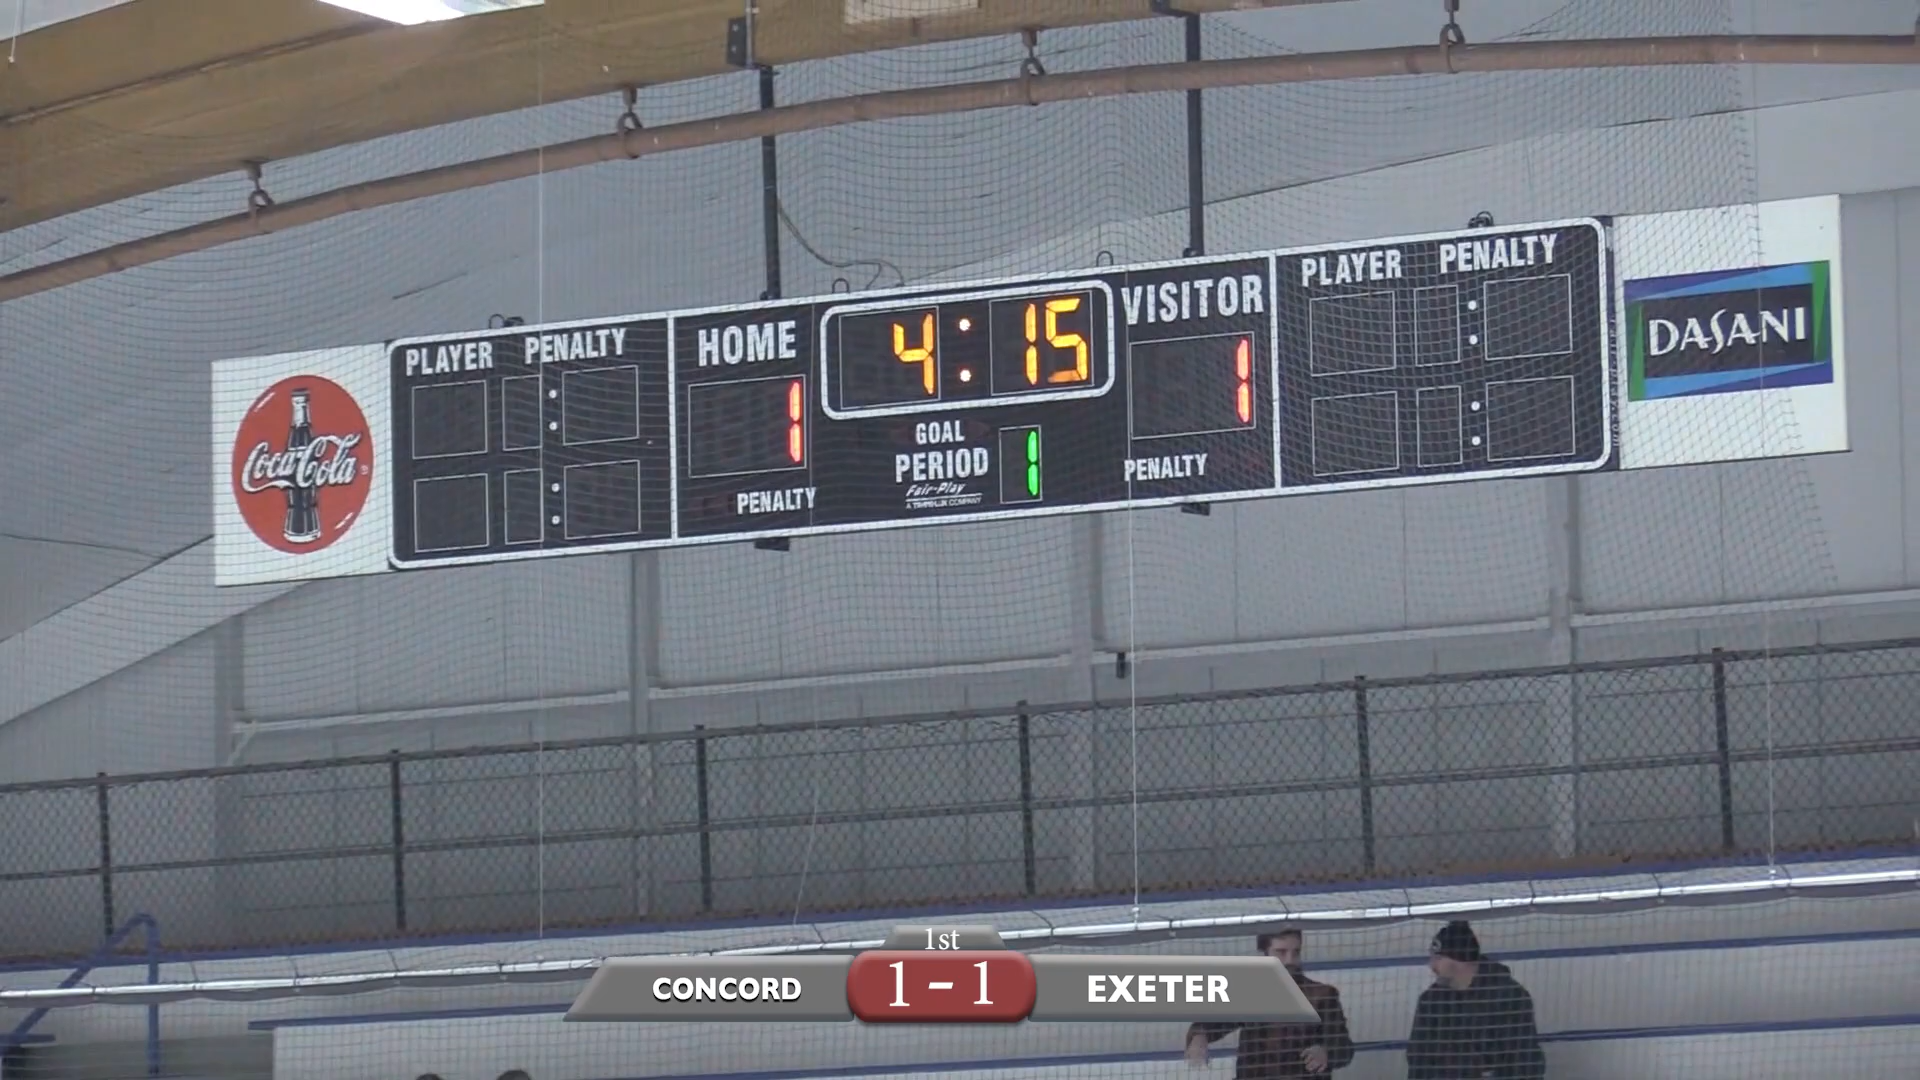 PLAYER PENALTY
HOME
4:15
VISITOR
PLAYER PENALTY
Coca-Cola
1
1
DASANI
GOAL
PERIOD 1
Fair-Play
PENALTY
PENALTY
1st
CONCORD 1 - 1 EXETER